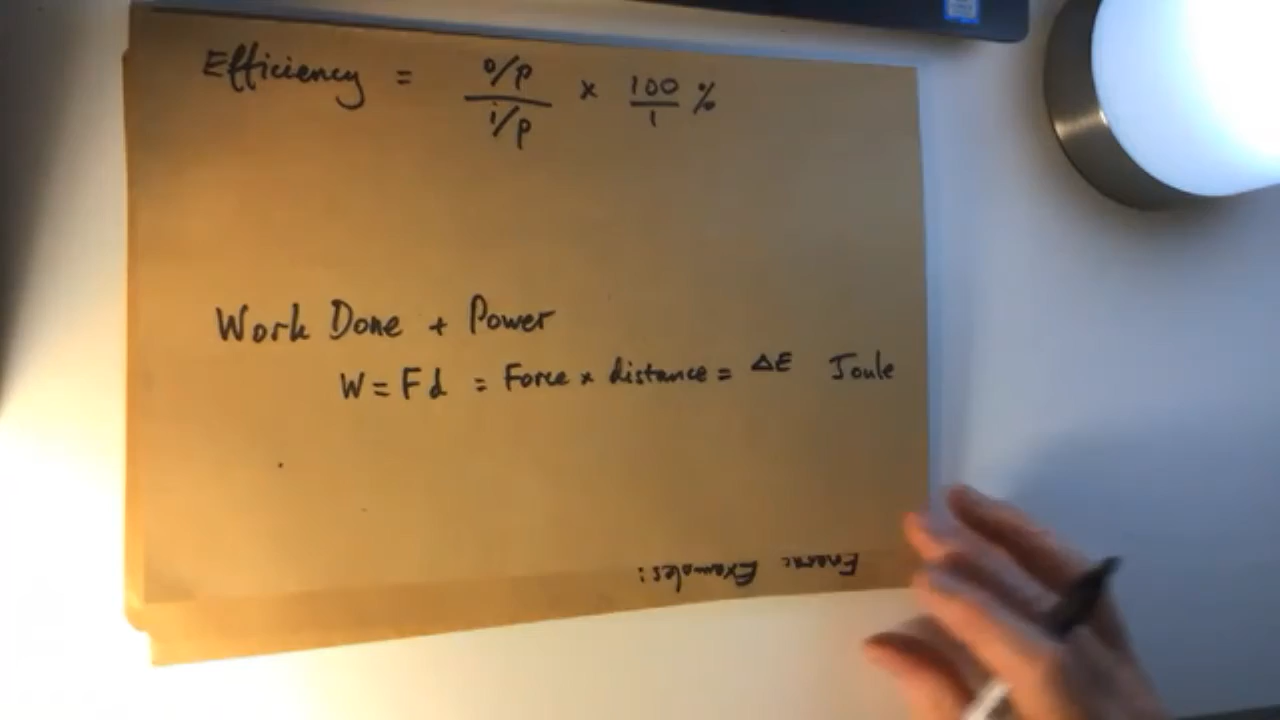 Efficiency = o/p / i/p × 100/1 %
Work Done + Power
W = Fd = Force × distance = ΔE Joule
Examples: